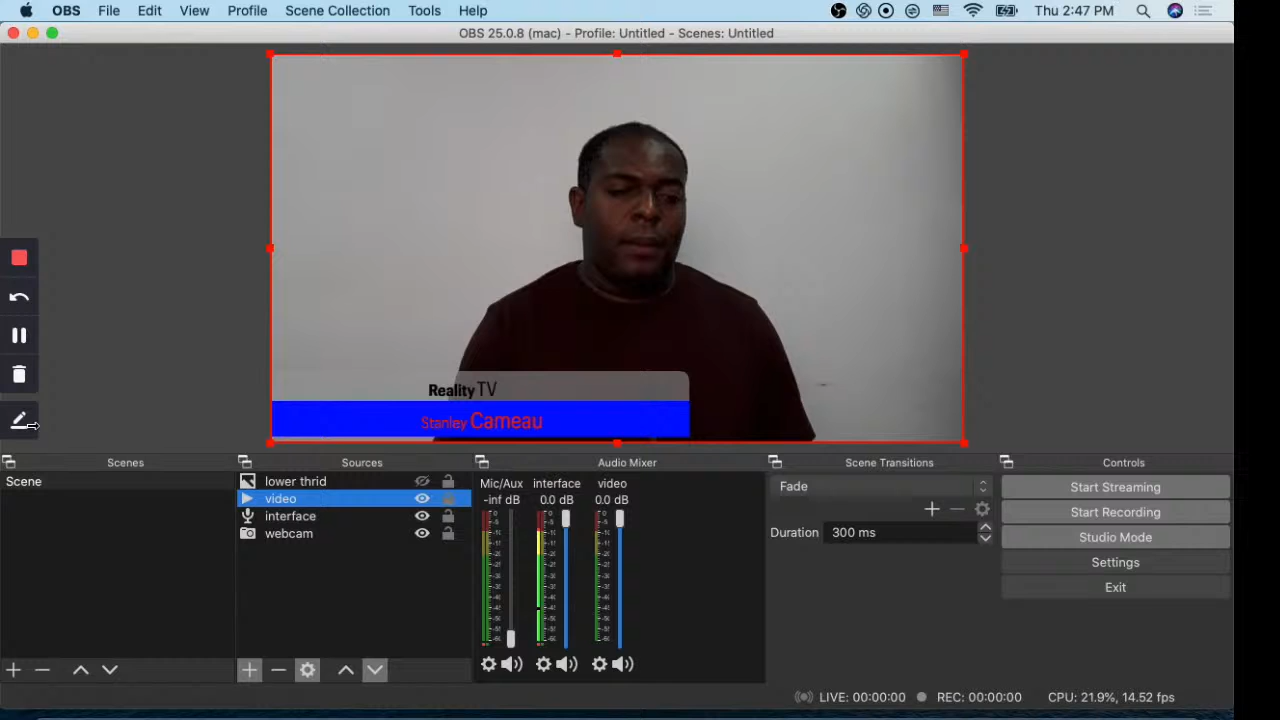 OBS File Edit View Profile Scene Collection Tools Help Thu 2:47 PM
OBS 25.0.8 (mac) - Profile: Untitled - Scenes: Untitled
Reality TV
Stanley Cameau
Scenes
Scene
Sources
lower thrid
video
interface
webcam
Audio Mixer
Mic/Aux interface video
-inf dB 0.0 dB 0.0 dB
Scene Transitions
Fade
Duration 300 ms
Controls
Start Streaming
Start Recording
Studio Mode
Settings
Exit
LIVE: 00:00:00 REC: 00:00:00 CPU: 21.9%, 14.52 fps